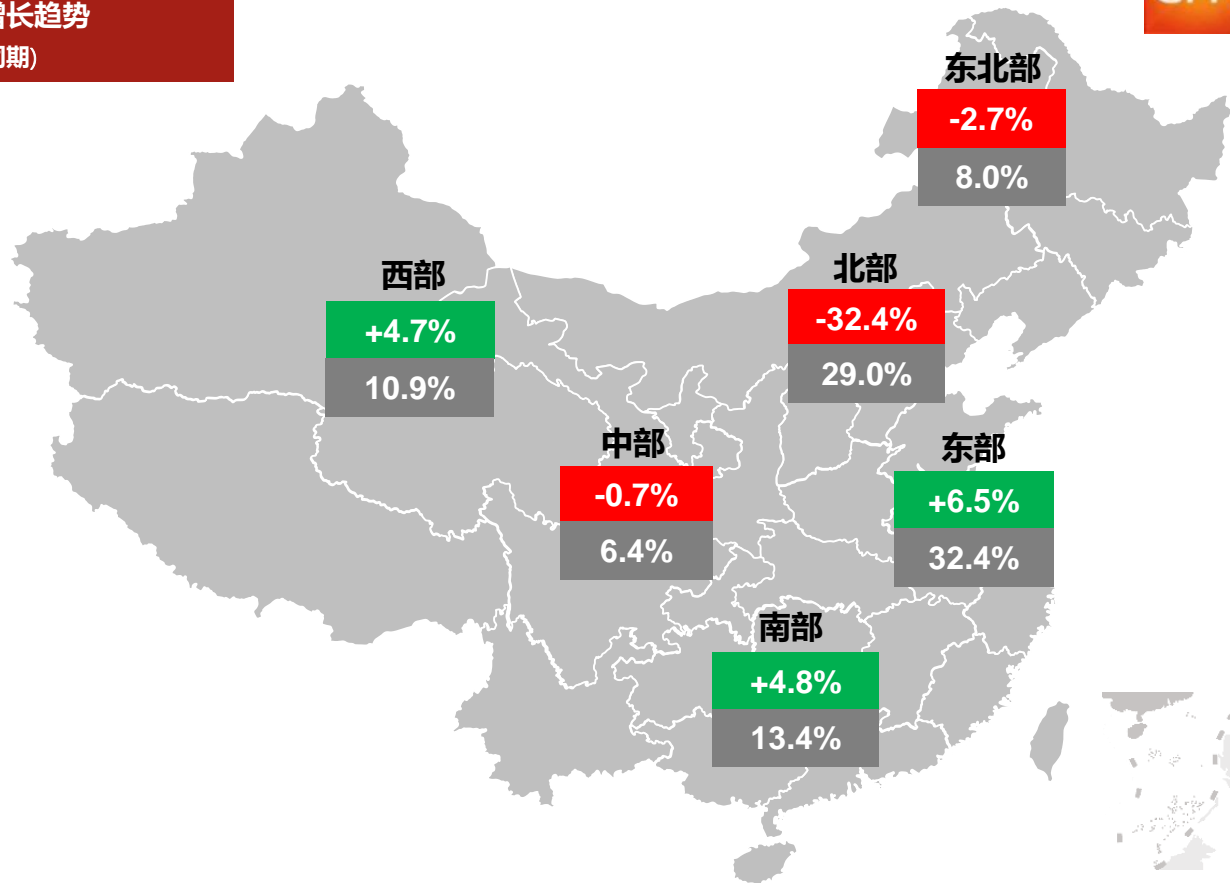 增长趋势
同期)
东北部
-2.7%
8.0%
西部
+4.7%
10.9%
北部
-32.4%
29.0%
中部
-0.7%
6.4%
东部
+6.5%
32.4%
南部
+4.8%
13.4%